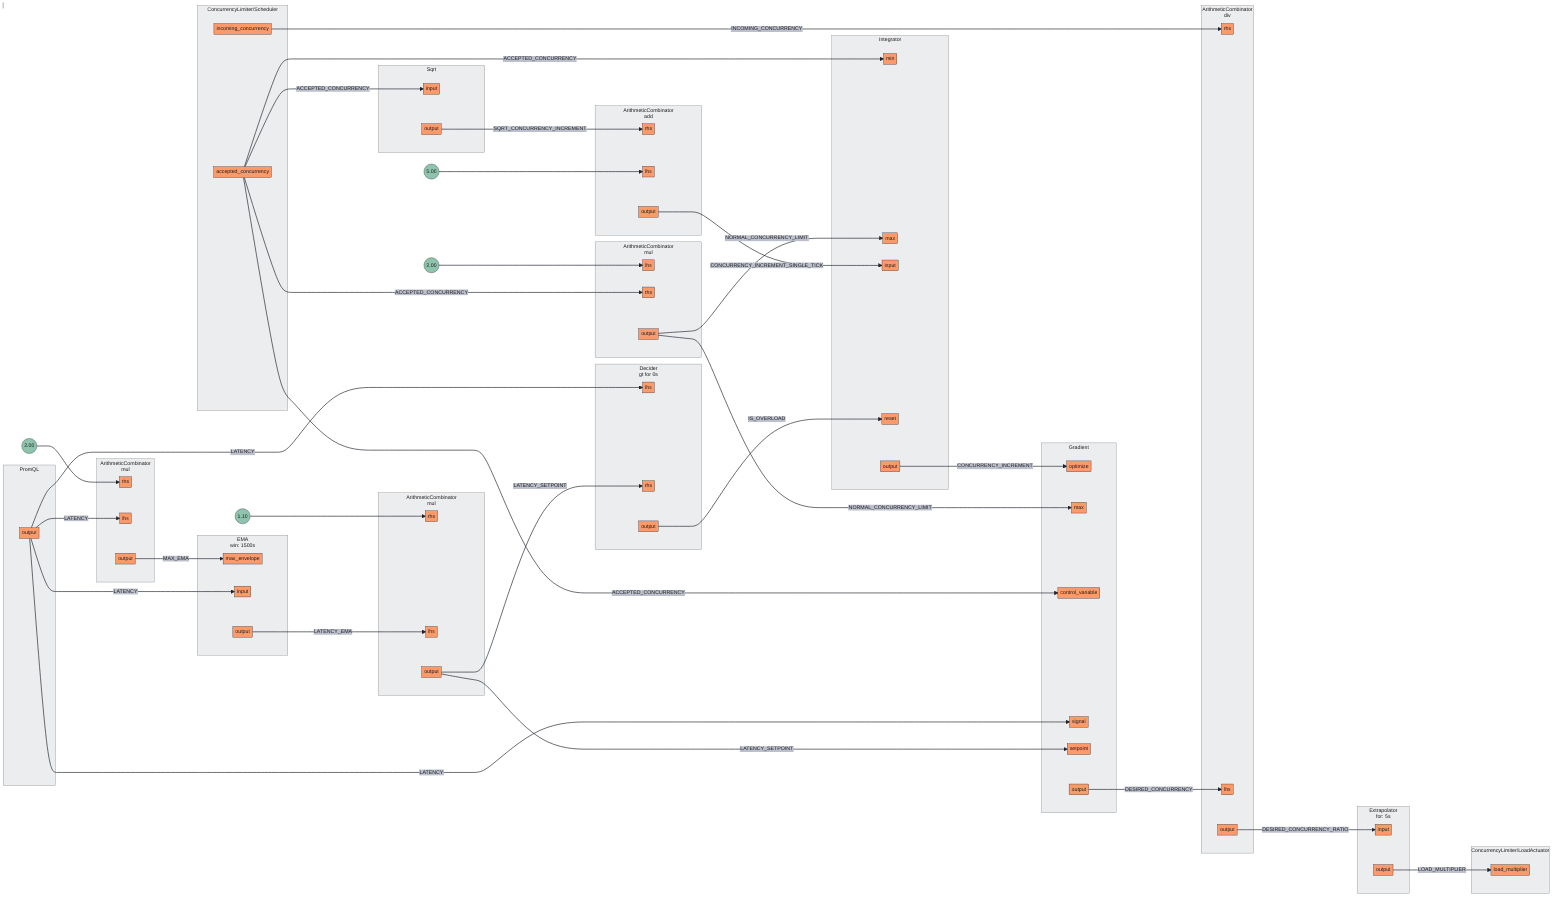 ConcurrencyLimiter/Scheduler
incoming_concurrency
accepted_concurrency
INCOMING_CONCURRENCY
ACCEPTED_CONCURRENCY
ACCEPTED_CONCURRENCY
Sqrt
input
output
SQRT_CONCURRENCY_INCREMENT
5.00
ArithmeticCombinator
add
rhs
lhs
output
2.00
ACCEPTED_CONCURRENCY
ArithmeticCombinator
mul
lhs
rhs
output
NORMAL_CONCURRENCY_LIMIT
CONCURRENCY_INCREMENT_SINGLE_TICK
Integrator
min
max
input
reset
output
ArithmeticCombinator
div
rhs
lhs
output
Decider
gt for 0s
lhs
rhs
output
IS_OVERLOAD
LATENCY
LATENCY_SETPOINT
PromQL
output
LATENCY
LATENCY
LATENCY
ArithmeticCombinator
mul
rhs
lhs
output
MAX_EMA
EMA
win: 1500s
max_envelope
input
output
LATENCY_EMA
1.10
ArithmeticCombinator
mul
rhs
lhs
output
CONCURRENCY_INCREMENT
NORMAL_CONCURRENCY_LIMIT
ACCEPTED_CONCURRENCY
LATENCY_SETPOINT
Gradient
optimize
max
control_variable
signal
setpoint
output
DESIRED_CONCURRENCY
DESIRED_CONCURRENCY_RATIO
Extrapolator
for: 5s
input
output
LOAD_MULTIPLIER
ConcurrencyLimiter/LoadActuator
load_multiplier